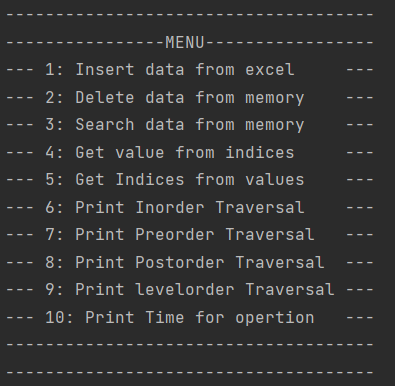 -------------------------------------
----------------MENU-----------------
--- 1: Insert data from excel     ---
--- 2: Delete data from memory    ---
--- 3: Search data from memory    ---
--- 4: Get value from indices     ---
--- 5: Get Indices from values    ---
--- 6: Print Inorder Traversal    ---
--- 7: Print Preorder Traversal   ---
--- 8: Print Postorder Traversal  ---
--- 9: Print levelorder Traversal ---
--- 10: Print Time for opertion   ---
-------------------------------------
-------------------------------------